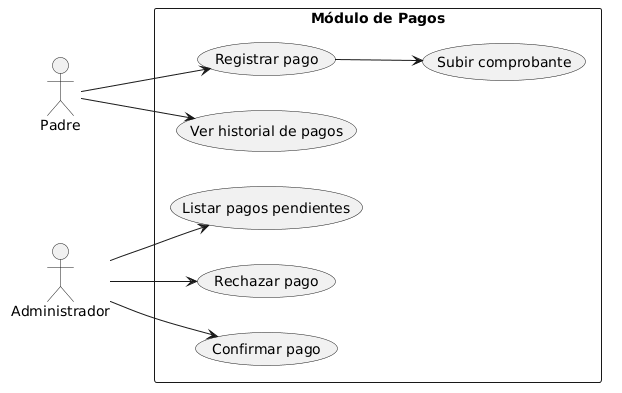 Módulo de Pagos
Registrar pago
Subir comprobante
Padre
Ver historial de pagos
Listar pagos pendientes
Rechazar pago
Administrador
Confirmar pago